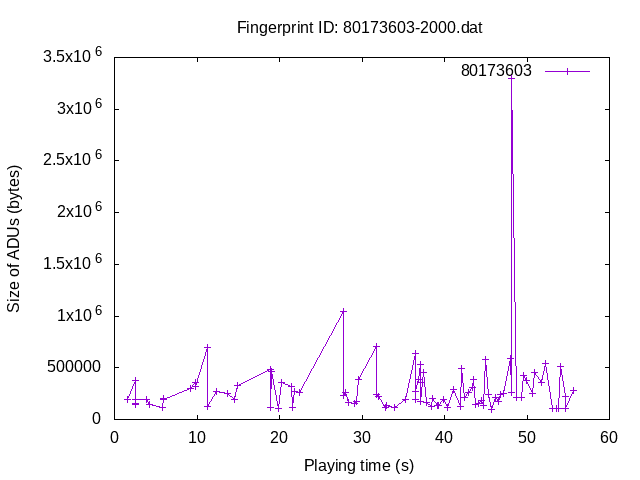 Fingerprint ID: 80173603-2000.dat
3.5x10 6
80173603
3x10 6
2.5x10 6
2x10 6
1.5x10 6
1x10 6
500000
0
Size of ADUs (bytes)
0 10 20 30 40 50 60
Playing time (s)